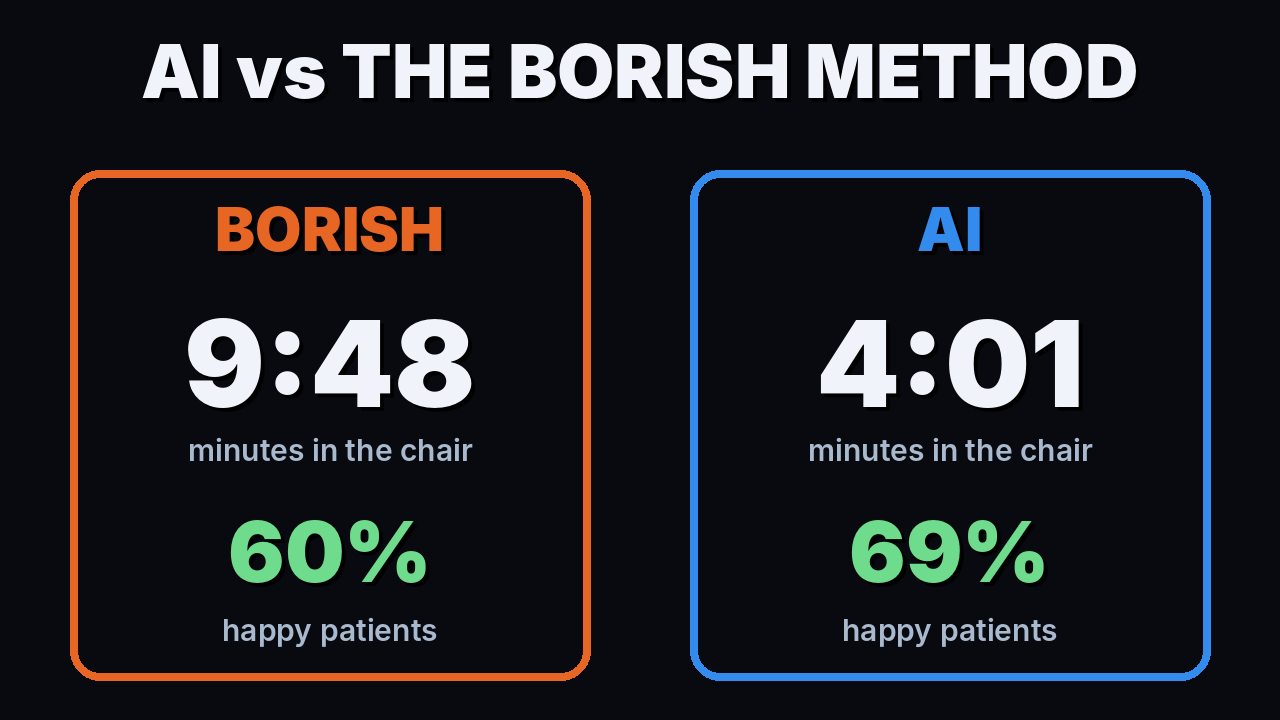 AI vs THE BORISH METHOD
BORISH
9:48
minutes in the chair
60%
happy patients
AI
4:01
minutes in the chair
69%
happy patients